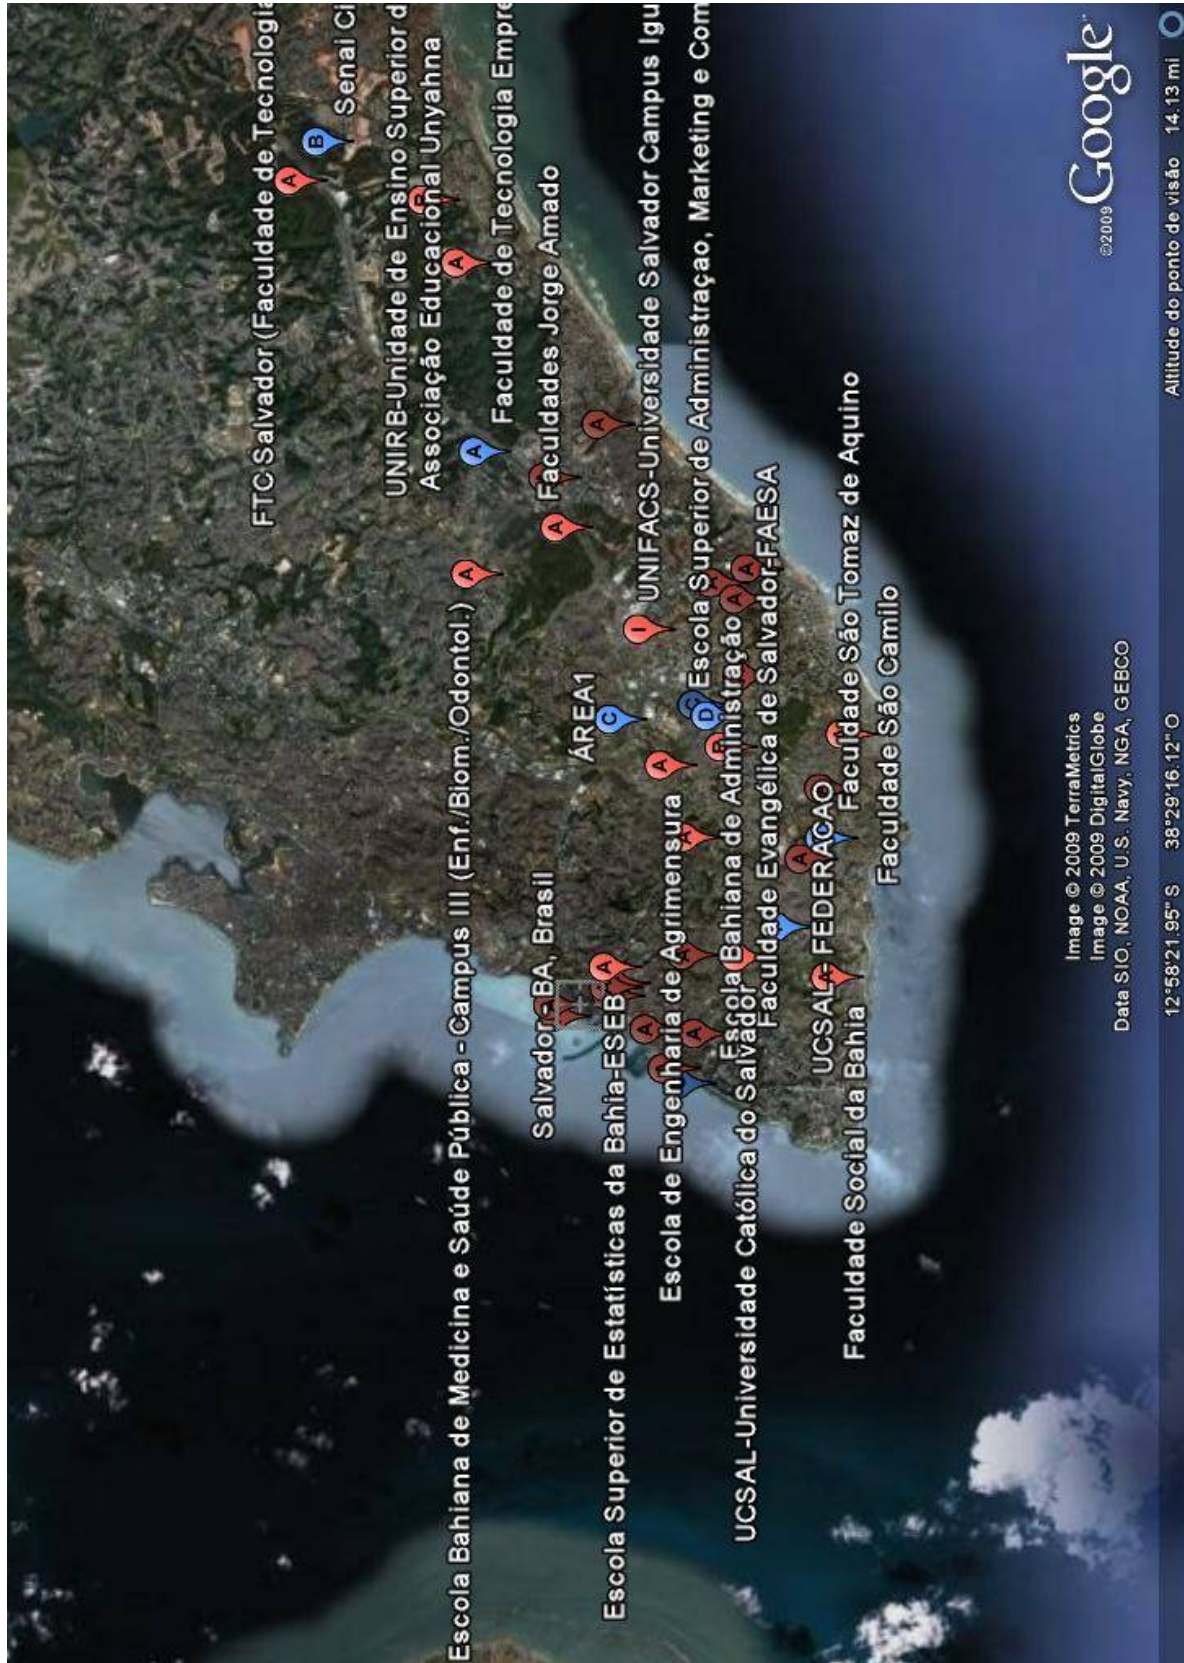 FTC Salvador (Faculdade de Tecnologia
B
Senai Ci
A
UNIRB-Unidade de Ensino Superior d
Associação Educacional Unyahna
A
Faculdade de Tecnologia Empre
A
Escola Bahiana de Medicina e Saúde Pública - Campus III (Enf./Biom./Odontol.)
A
Faculdades Jorge Amado
A
A
ÁREA1
C
Salvador - BA, Brasil
Escola Superior de Estatísticas da Bahia-ESEB
A
UNIFACS-Universidade Salvador Campus Igu
I
Escola de Engenharia de Agrimensura
A
A
Escola Superior de Administraçao, Marketing e Com
C
D
A
A
A
Escola Bahiana de Administração
UCSAL-Universidade Católica do Salvador
Faculdade Evangélica de Salvador-FAESA
UCSAL- FEDERACAO
A
Faculdade São Tomaz de Aquino
Faculdade Social da Bahia
Faculdade São Camilo
Image © 2009 TerraMetrics
Image © 2009 DigitalGlobe
Data SIO, NOAA, U.S. Navy, NGA, GEBCO
©2009 Google
12°58'21.95" S 38°29'16.12" O
Altitude do ponto de visão 14.13 mi